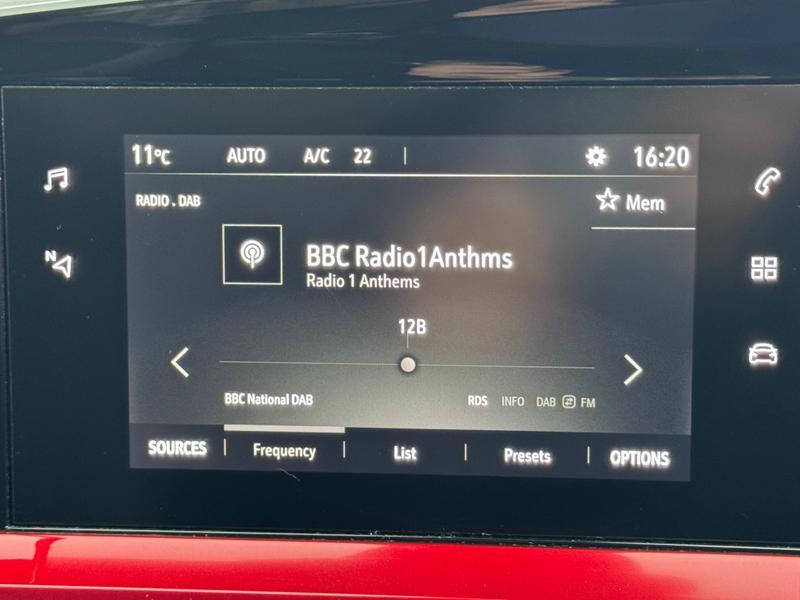 11°C AUTO A/C 22 16:20
RADIO . DAB
Mem
N
BBC Radio1Anthms
Radio 1 Anthems
12B
BBC National DAB RDS INFO DAB FM
SOURCES Frequency List Presets OPTIONS